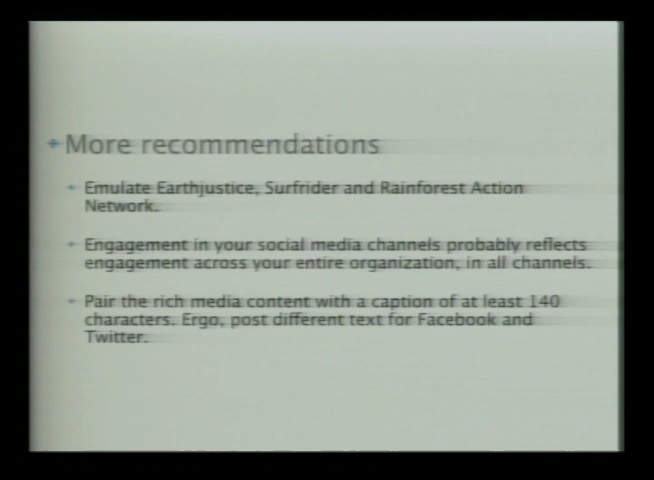 More recommendations
Emulate Earthjustice, Surfrider and Rainforest Action
Network.
Engagement in your social media channels probably reflects
engagement across your entire organization, in all channels.
Pair the rich media content with a caption of at least 140
characters. Ergo, post different text for Facebook and
Twitter.